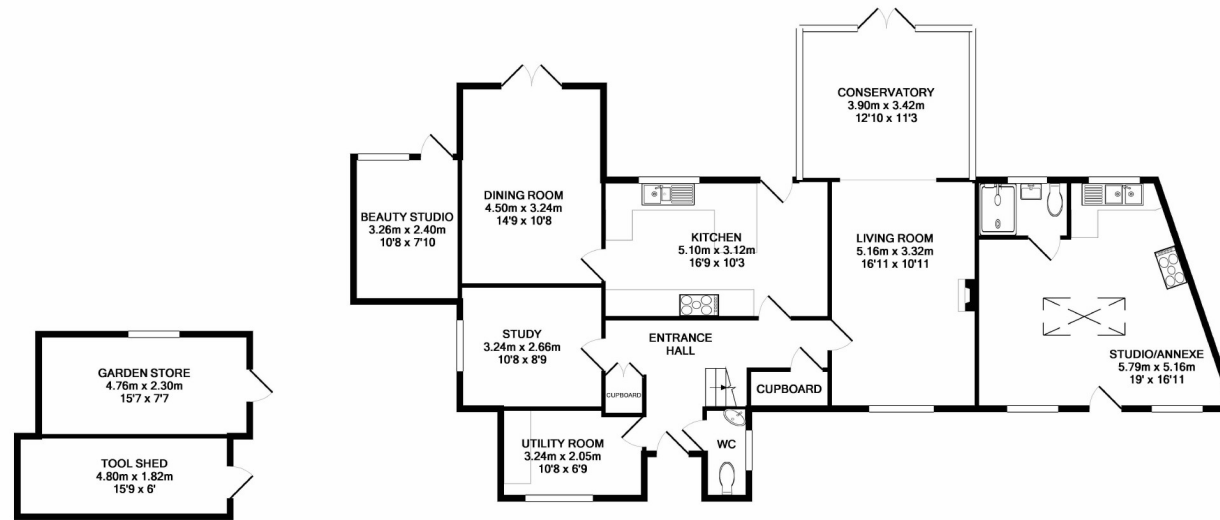 CONSERVATORY
3.90m x 3.42m
12'10 x 11'3
DINING ROOM
4.50m x 3.24m
14'9 x 10'8
BEAUTY STUDIO
3.26m x 2.40m
10'8 x 7'10
KITCHEN
5.10m x 3.12m
16'9 x 10'3
LIVING ROOM
5.16m x 3.32m
16'11 x 10'11
STUDY
3.24m x 2.66m
10'8 x 8'9
ENTRANCE
HALL
CUPBOARD
CUPBOARD
STUDIO/ANNEXE
5.79m x 5.16m
19' x 16'11
UTILITY ROOM
3.24m x 2.05m
10'8 x 6'9
WC
GARDEN STORE
4.76m x 2.30m
15'7 x 7'7
TOOL SHED
4.80m x 1.82m
15'9 x 6'